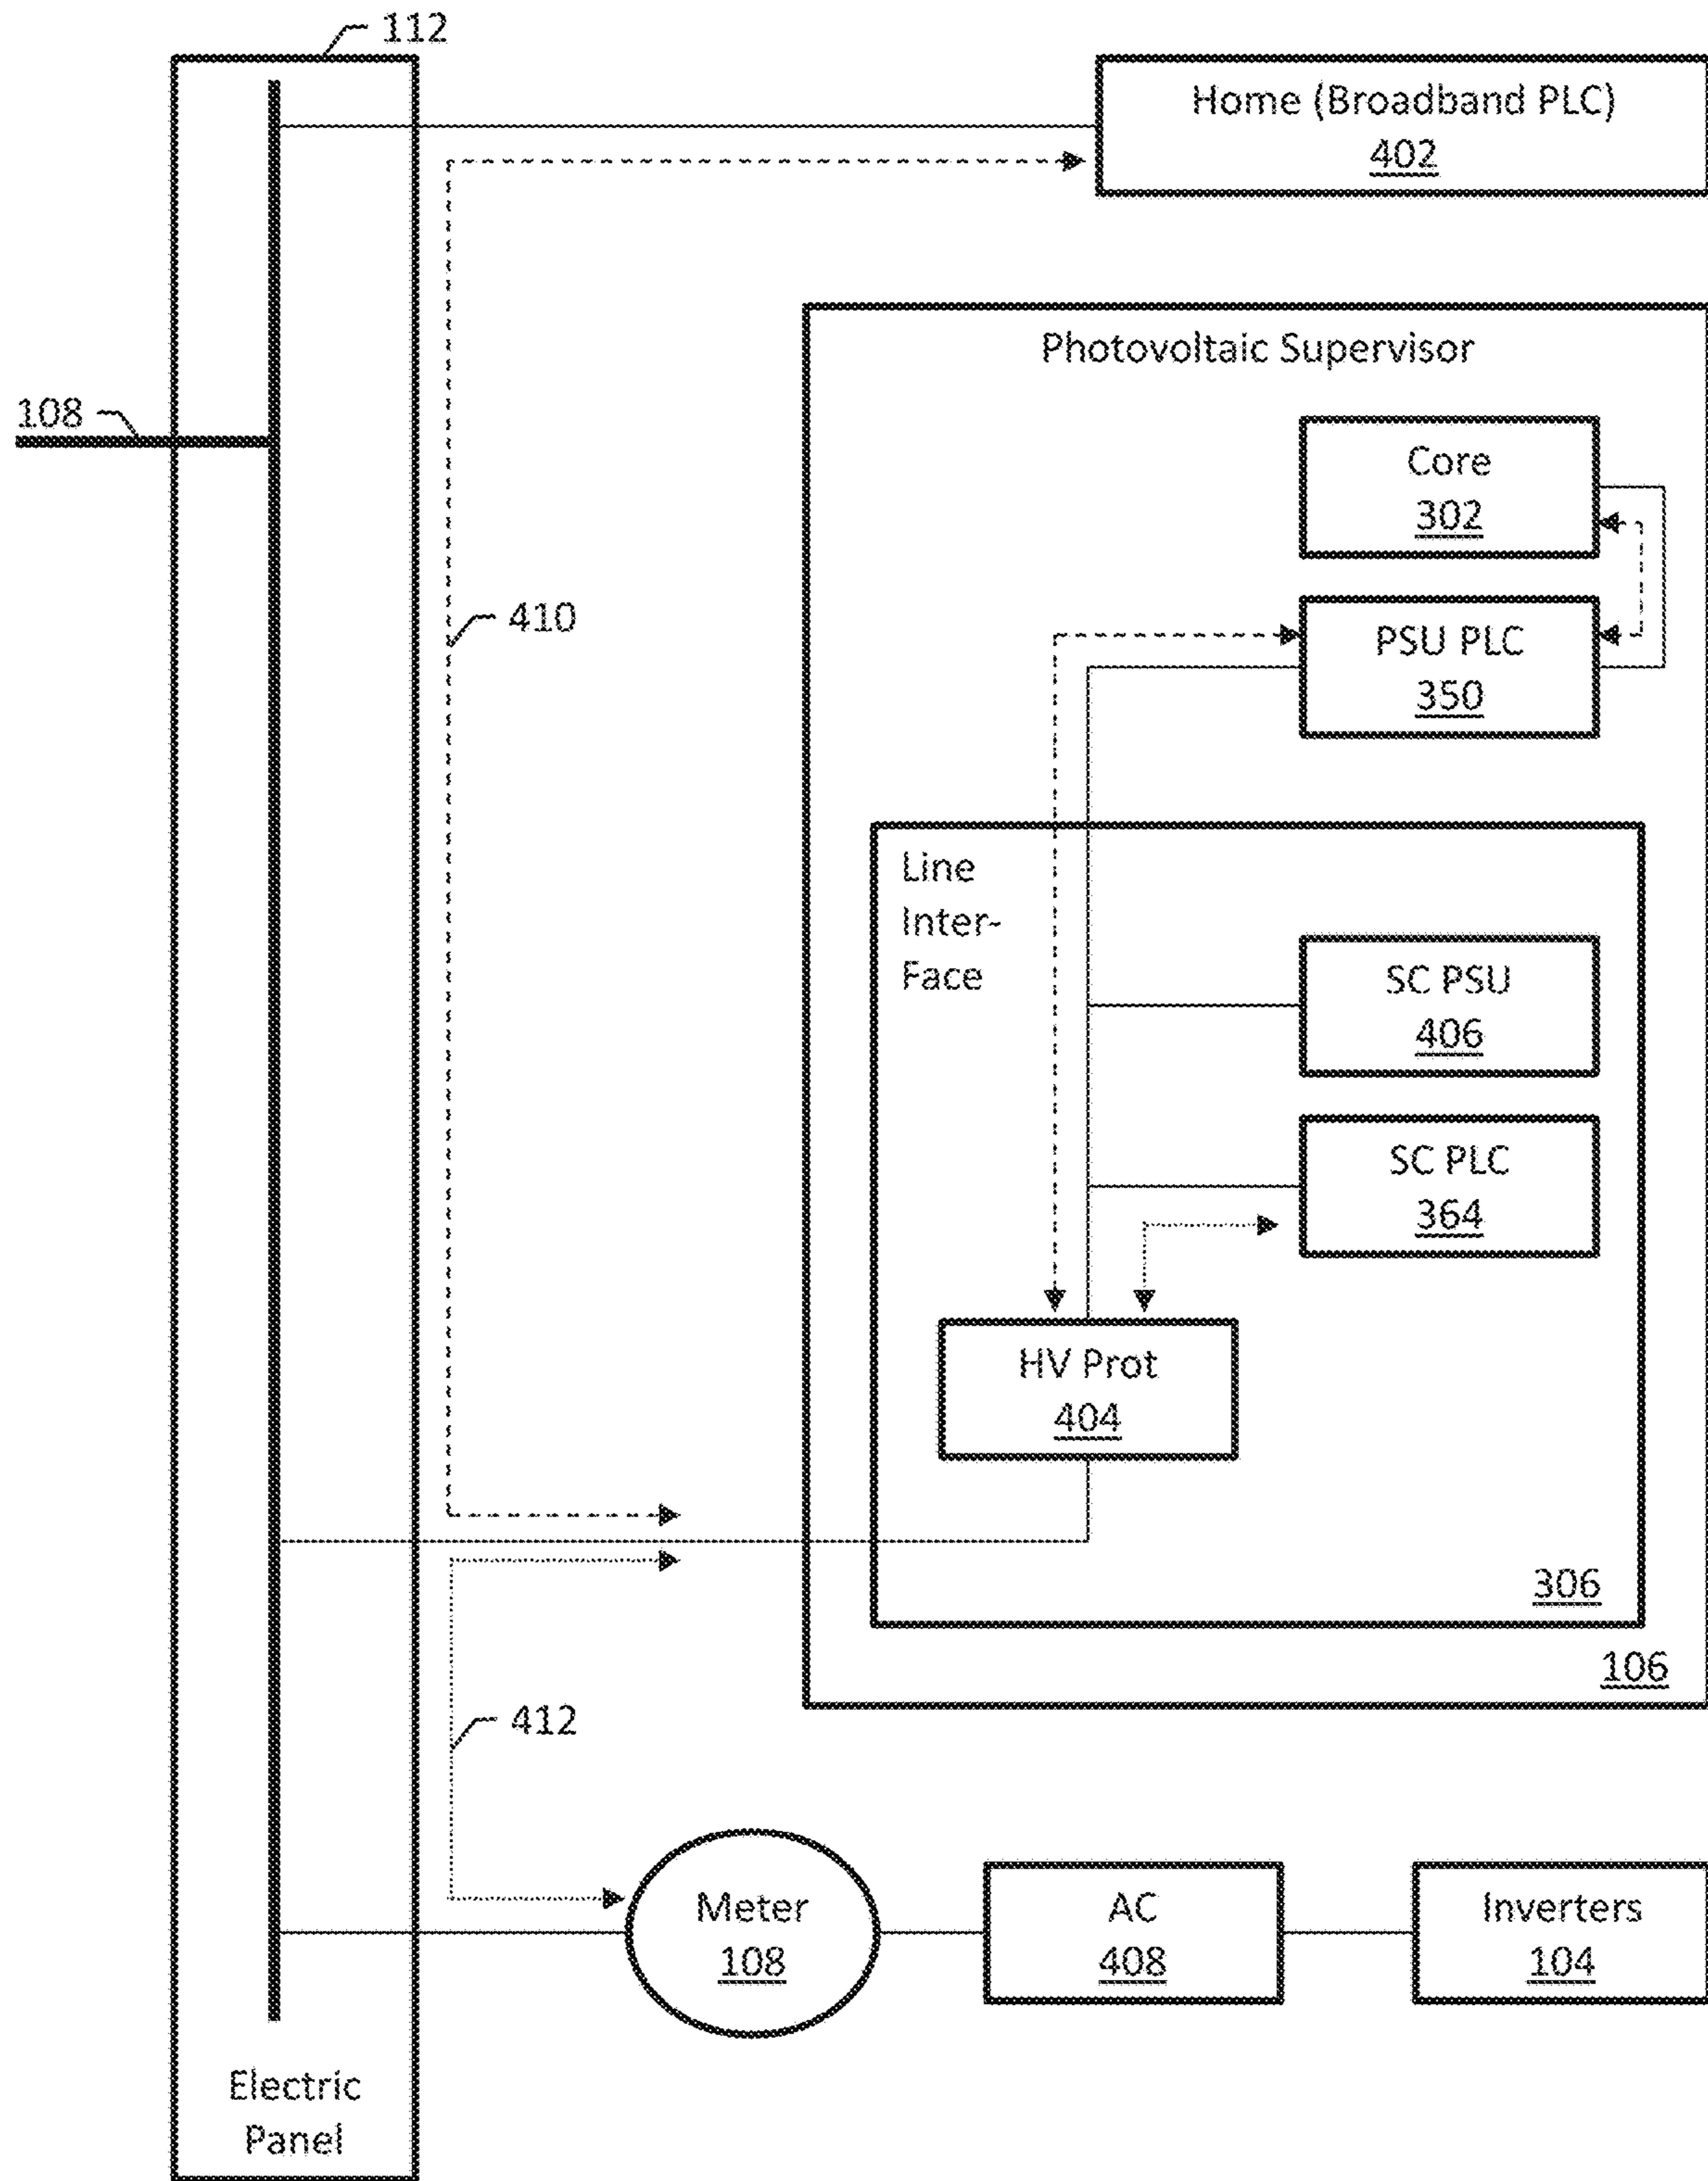 112
Home (Broadband PLC)
402
Photovoltaic Supervisor
108
Core
302
410
PSU PLC
350
Line
Inter-
Face
SC PSU
406
SC PLC
364
HV Prot
404
306
106
412
Meter
108
AC
408
Inverters
104
Electric
Panel